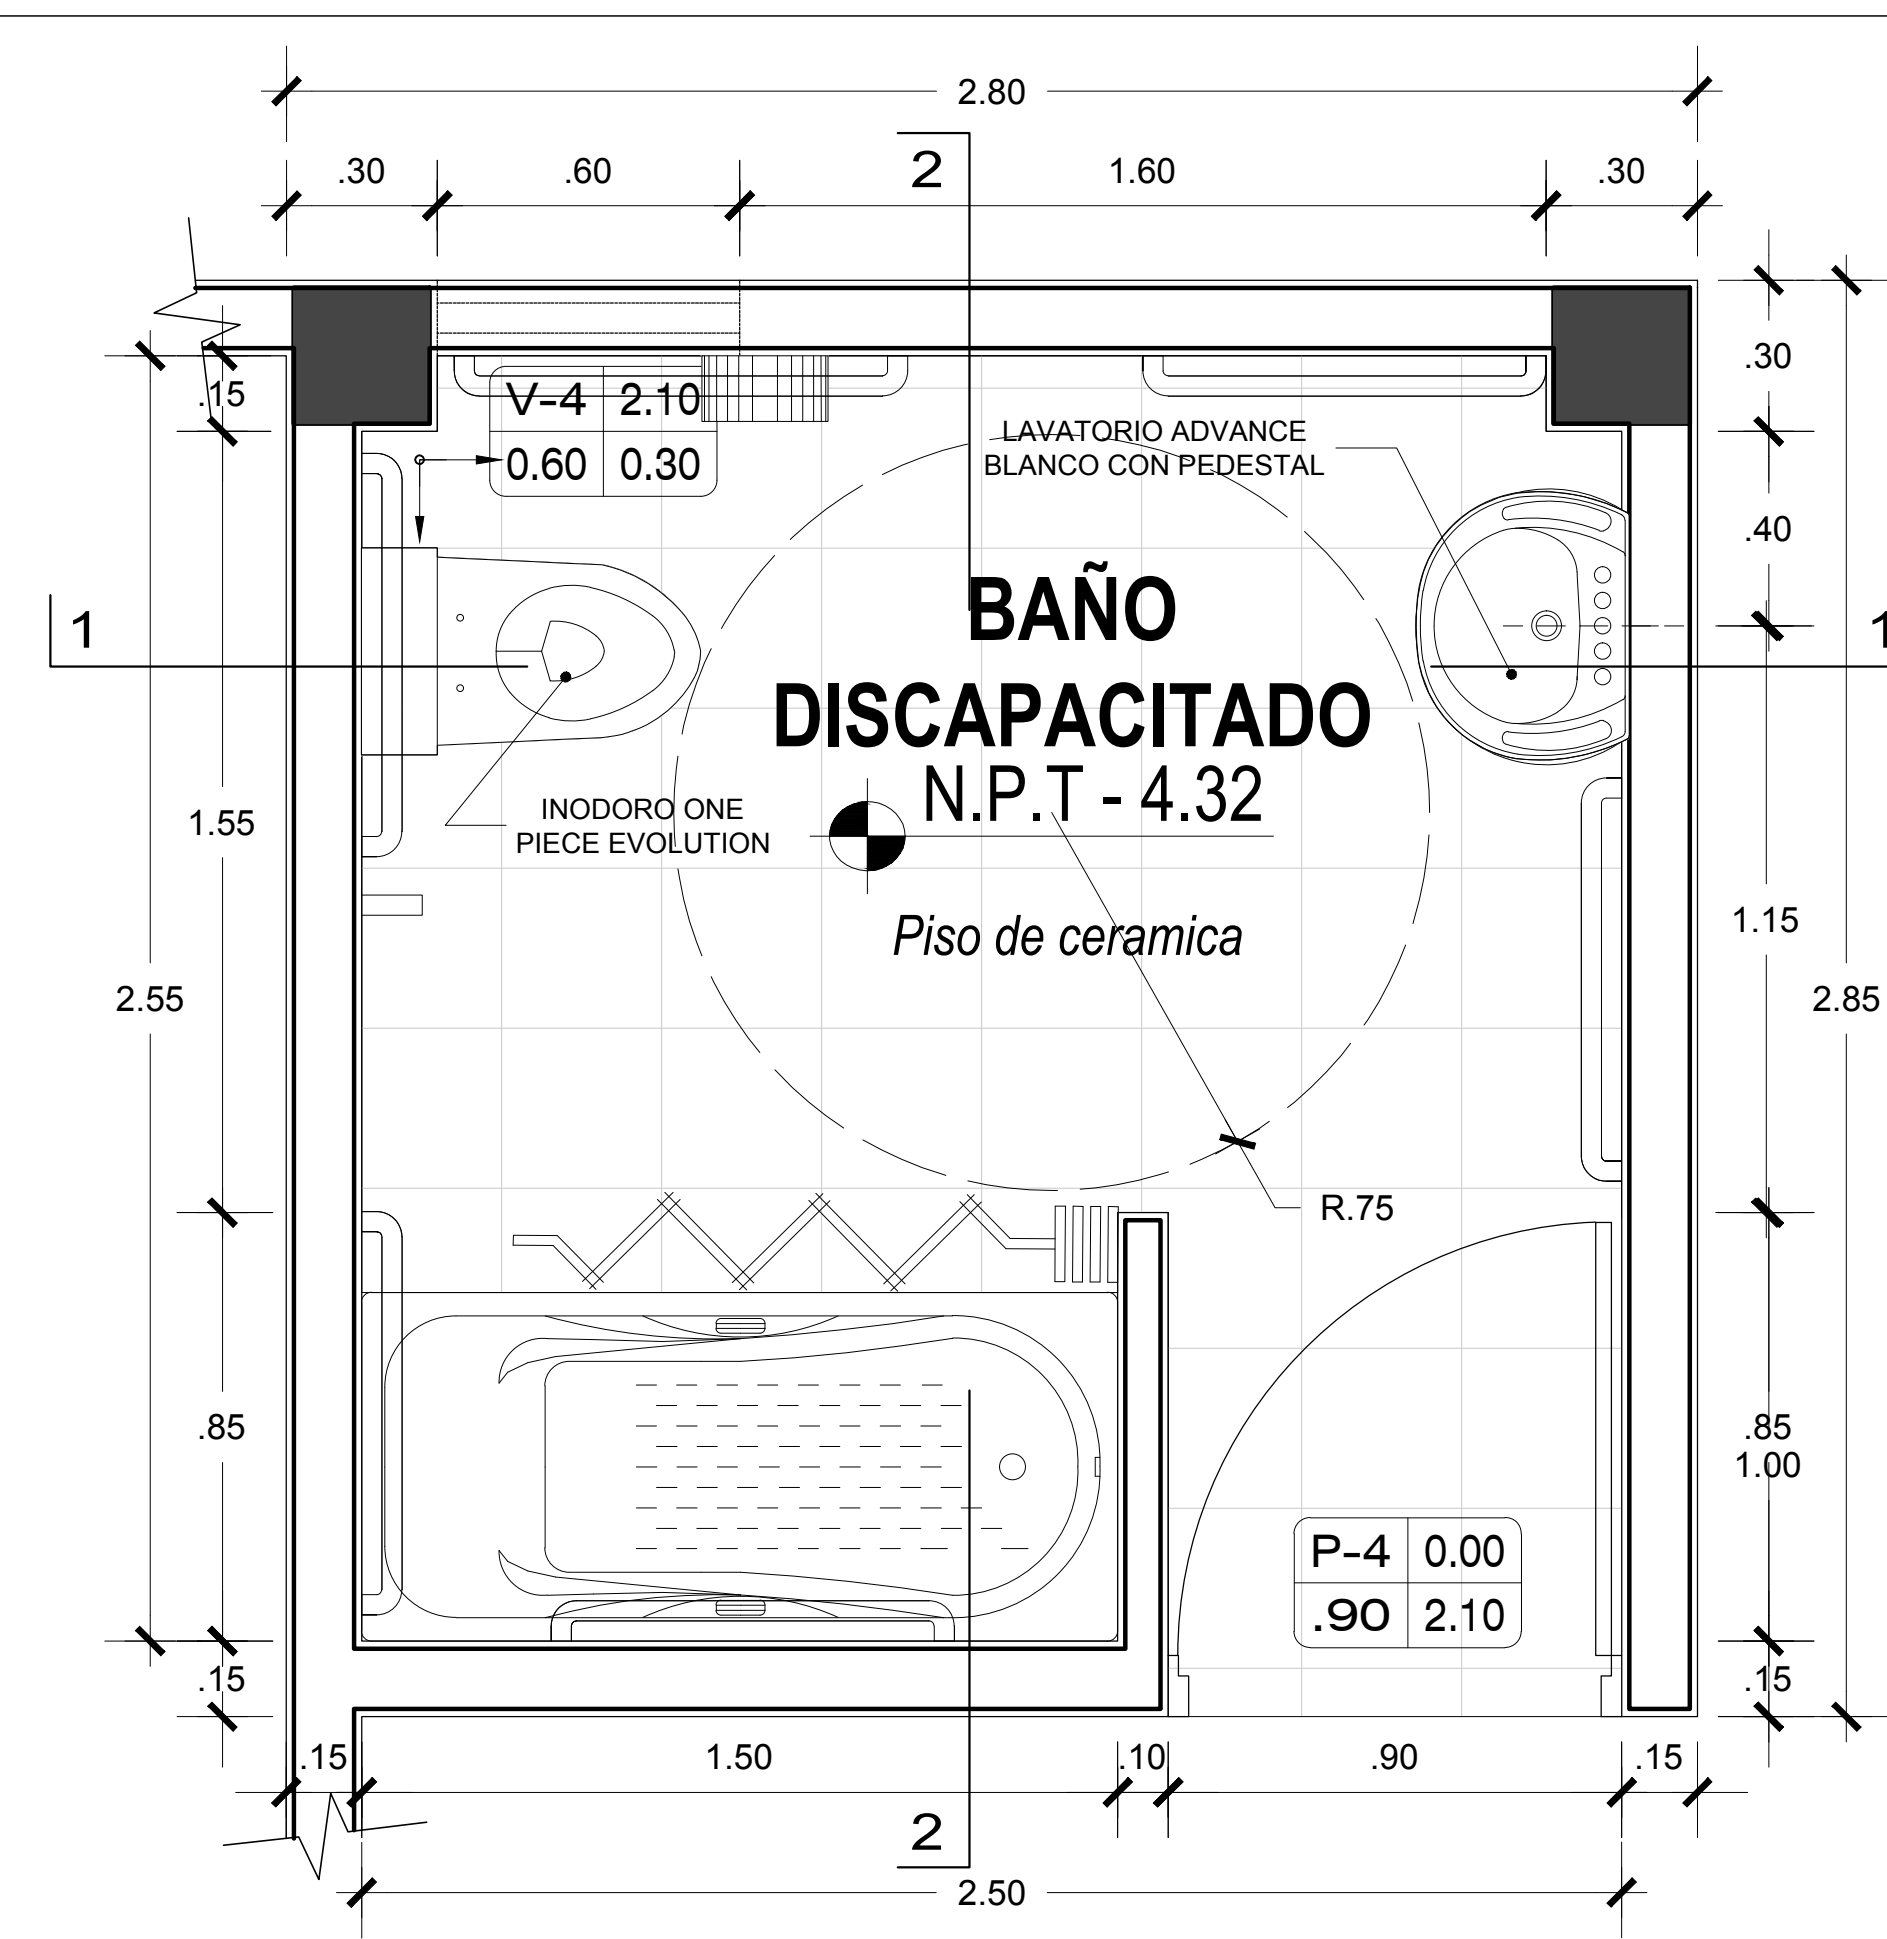 2.80
.30 .60 2 1.60 .30
.30
.15
V-4 2.10
0.60 0.30
LAVATORIO ADVANCE
BLANCO CON PEDESTAL
.40
1 1
BAÑO
DISCAPACITADO
N.P.T - 4.32
INODORO ONE
PIECE EVOLUTION
1.55
Piso de ceramica
1.15
2.55 2.85
R.75
.85 .85
1.00
P-4 0.00
.90 2.10
.15 .15
.15 1.50 .10 .90 .15
2
2.50